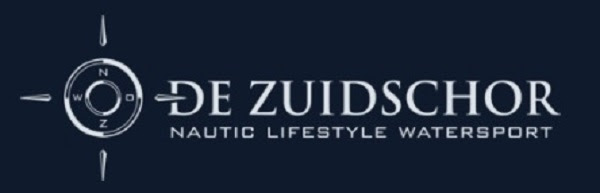 N
W O
Z
DE ZUIDSCHOR
NAUTIC LIFESTYLE WATERSPORT